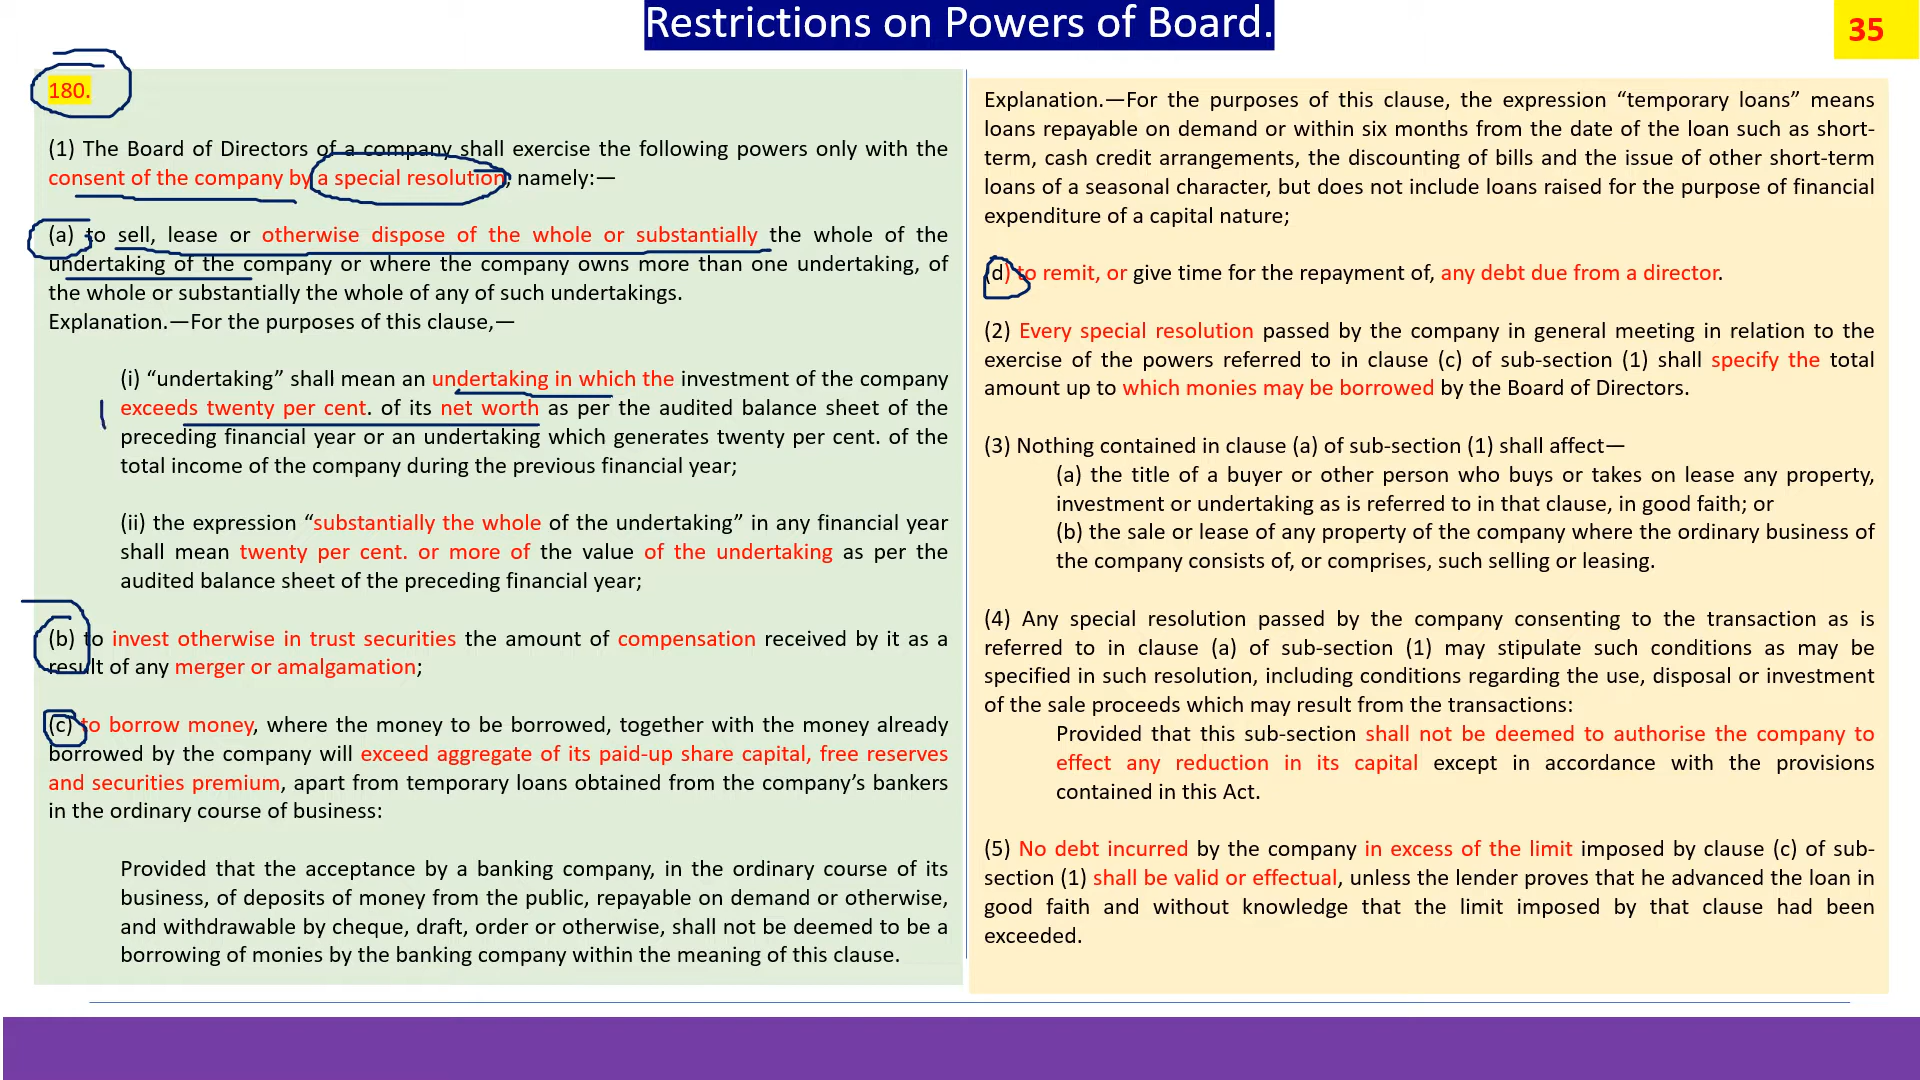 Restrictions on Powers of Board.
35
180.
(1) The Board of Directors of a company shall exercise the following powers only with the
consent of the company by a special resolution, namely:—
(a) to sell, lease or otherwise dispose of the whole or substantially the whole of the
undertaking of the company or where the company owns more than one undertaking, of
the whole or substantially the whole of any of such undertakings.
Explanation.—For the purposes of this clause,—
(i) “undertaking” shall mean an undertaking in which the investment of the company
exceeds twenty per cent. of its net worth as per the audited balance sheet of the
preceding financial year or an undertaking which generates twenty per cent. of the
total income of the company during the previous financial year;
(ii) the expression “substantially the whole of the undertaking” in any financial year
shall mean twenty per cent. or more of the value of the undertaking as per the
audited balance sheet of the preceding financial year;
(b) to invest otherwise in trust securities the amount of compensation received by it as a
result of any merger or amalgamation;
(c) to borrow money, where the money to be borrowed, together with the money already
borrowed by the company will exceed aggregate of its paid-up share capital, free reserves
and securities premium, apart from temporary loans obtained from the company’s bankers
in the ordinary course of business:
Provided that the acceptance by a banking company, in the ordinary course of its
business, of deposits of money from the public, repayable on demand or otherwise,
and withdrawable by cheque, draft, order or otherwise, shall not be deemed to be a
borrowing of monies by the banking company within the meaning of this clause.
Explanation.—For the purposes of this clause, the expression “temporary loans” means
loans repayable on demand or within six months from the date of the loan such as short-
term, cash credit arrangements, the discounting of bills and the issue of other short-term
loans of a seasonal character, but does not include loans raised for the purpose of financial
expenditure of a capital nature;
(d) to remit, or give time for the repayment of, any debt due from a director.
(2) Every special resolution passed by the company in general meeting in relation to the
exercise of the powers referred to in clause (c) of sub-section (1) shall specify the total
amount up to which monies may be borrowed by the Board of Directors.
(3) Nothing contained in clause (a) of sub-section (1) shall affect—
(a) the title of a buyer or other person who buys or takes on lease any property,
investment or undertaking as is referred to in that clause, in good faith; or
(b) the sale or lease of any property of the company where the ordinary business of
the company consists of, or comprises, such selling or leasing.
(4) Any special resolution passed by the company consenting to the transaction as is
referred to in clause (a) of sub-section (1) may stipulate such conditions as may be
specified in such resolution, including conditions regarding the use, disposal or investment
of the sale proceeds which may result from the transactions:
Provided that this sub-section shall not be deemed to authorise the company to
effect any reduction in its capital except in accordance with the provisions
contained in this Act.
(5) No debt incurred by the company in excess of the limit imposed by clause (c) of sub-
section (1) shall be valid or effectual, unless the lender proves that he advanced the loan in
good faith and without knowledge that the limit imposed by that clause had been
exceeded.